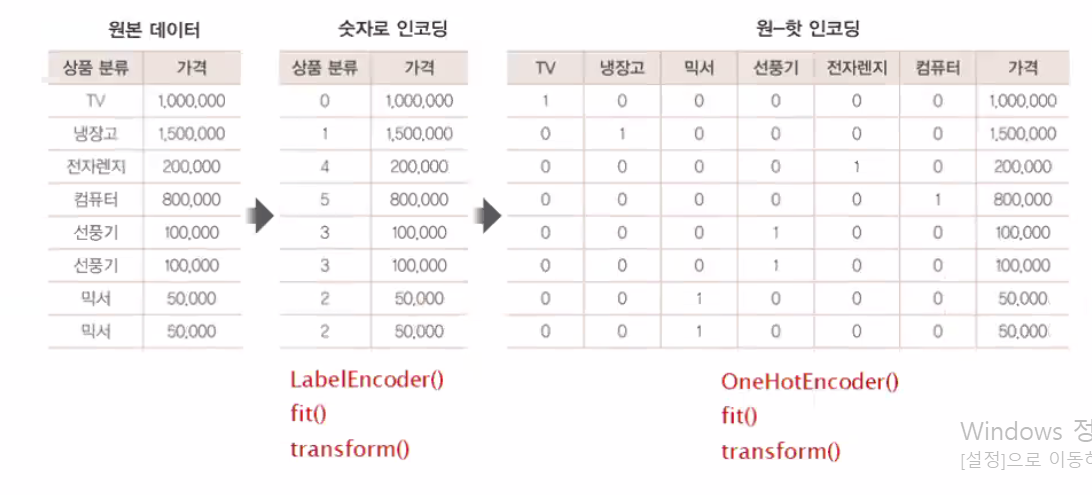 원본 데이터
상품 분류 가격
TV 1,000,000
냉장고 1,500,000
전자렌지 200,000
컴퓨터 800,000
선풍기 100,000
선풍기 100,000
믹서 50,000
믹서 50,000
숫자로 인코딩
상품 분류 가격
0 1,000,000
1 1,500,000
4 200,000
5 800,000
3 100,000
3 100,000
2 50,000
2 50,000
LabelEncoder()
fit()
transform()
원-핫 인코딩
TV 냉장고 믹서 선풍기 전자렌지 컴퓨터 가격
1 0 0 0 0 0 1,000,000
0 1 0 0 0 0 1,500,000
0 0 0 0 1 0 200,000
0 0 0 0 0 1 800,000
0 0 0 1 0 0 100,000
0 0 0 1 0 0 100,000
0 0 1 0 0 0 50,000
0 0 1 0 0 0 50,000
OneHotEncoder()
fit()
transform()
Windows 정
[설정]으로 이동